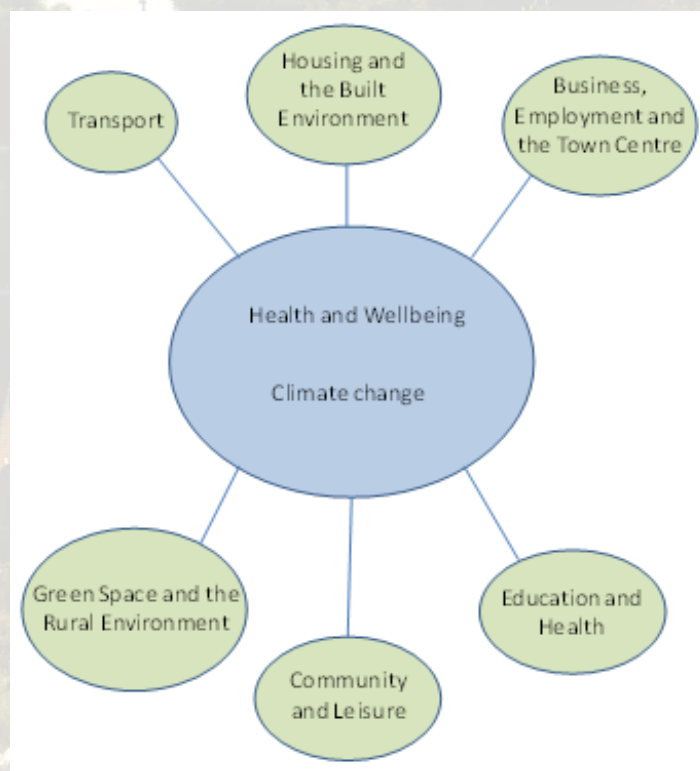 Housing and
the Built
Environment
Transport
Business,
Employment and
the Town Centre
Health and Wellbeing
Climate change
Green Space and the
Rural Environment
Education and
Health
Community
and Leisure